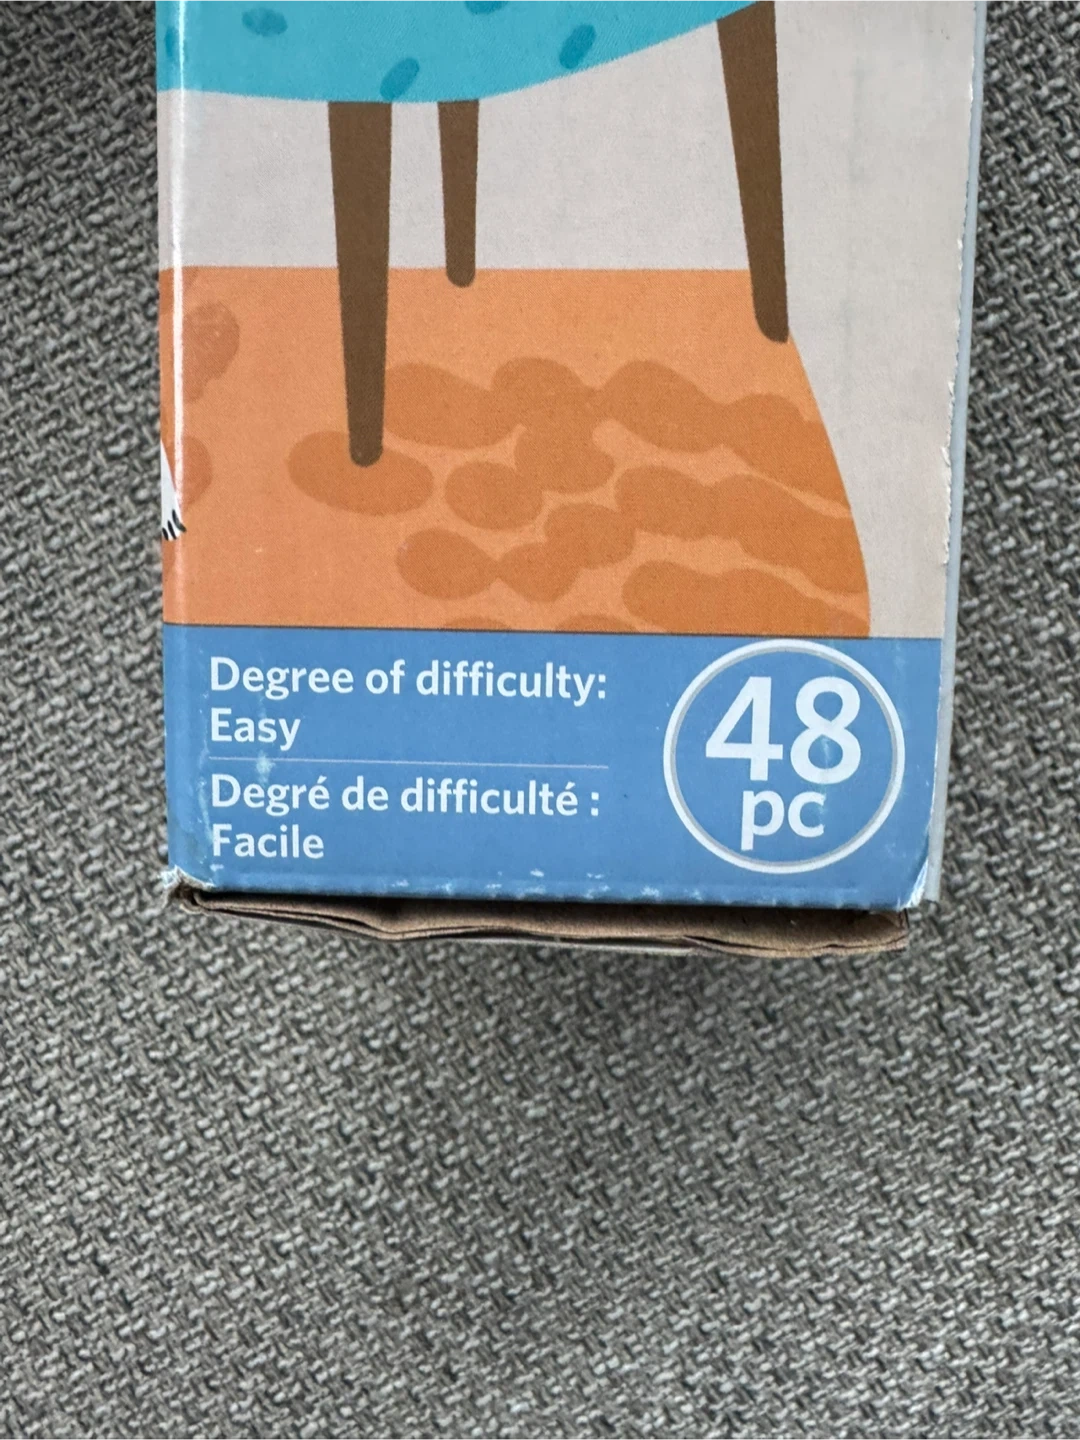 Degree of difficulty:
Easy
Degré de difficulté :
Facile
48
pc